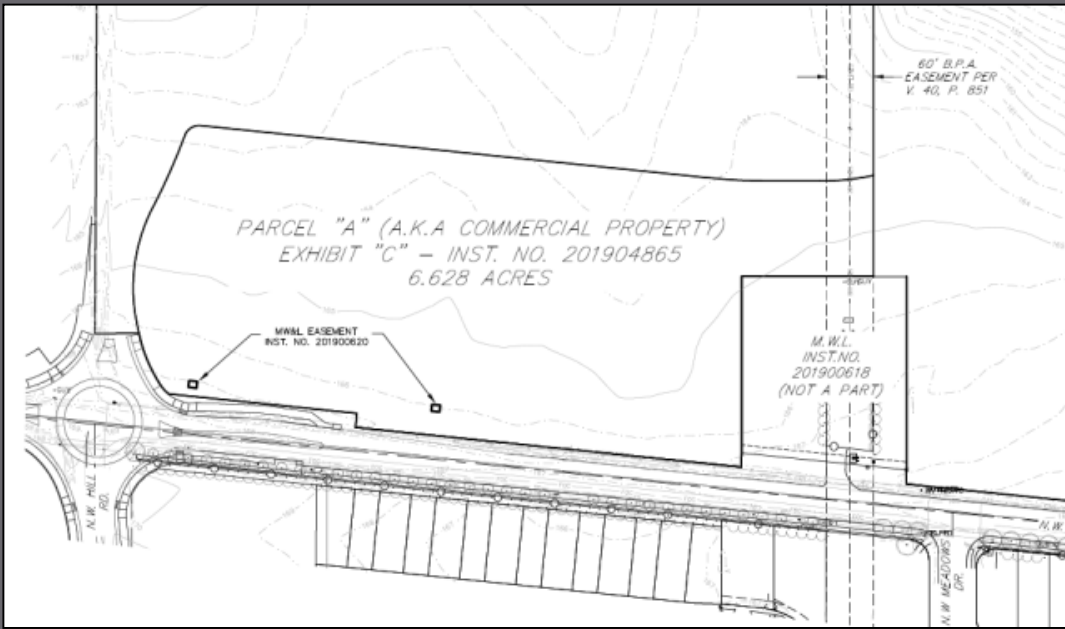 60' B.P.A.
EASEMENT PER
V. 40, P. 851
PARCEL "A" (A.K.A COMMERCIAL PROPERTY)
EXHIBIT "C" – INST. NO. 201904865
6.628 ACRES
MW&L EASEMENT
INST. NO. 201900620
M.W.L.
INST.NO.
201900618
(NOT A PART)
N.W. HILL
RD.
N.W.
N.W MEADOWS
DR.